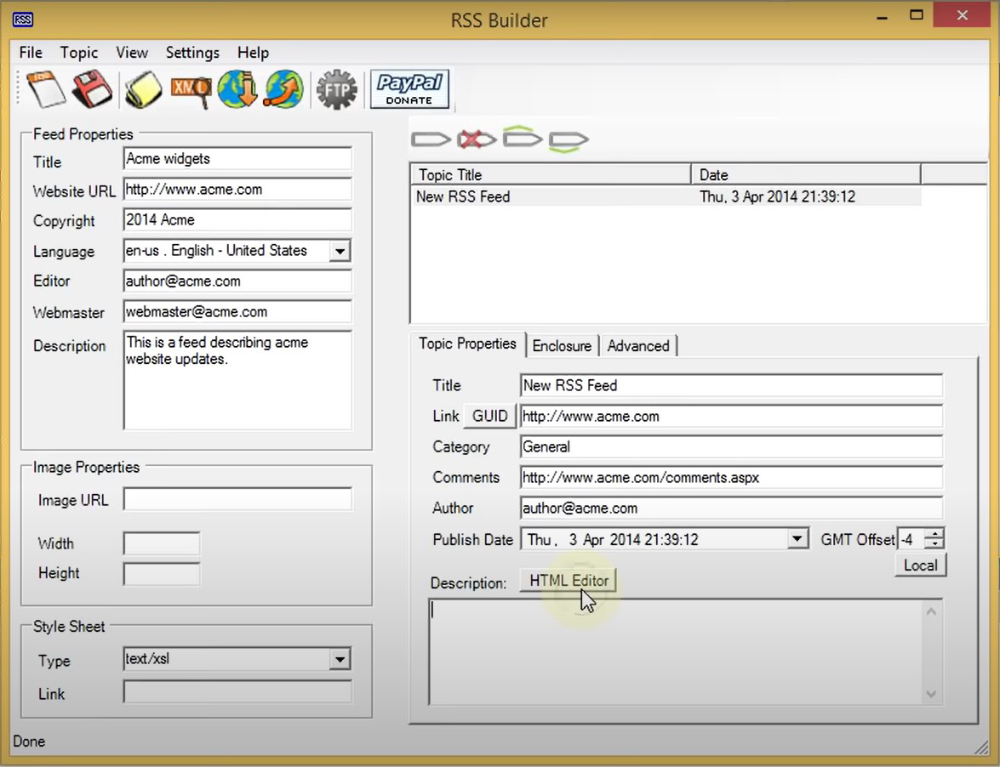 RSS
RSS Builder
File Topic View Settings Help
XML
FTP
PayPal
DONATE
Feed Properties
Title Acme widgets
Website URL http://www.acme.com
Copyright 2014 Acme
Language en-us . English - United States
Editor author@acme.com
Webmaster webmaster@acme.com
Description This is a feed describing acme
website updates.
Image Properties
Image URL
Width
Height
Style Sheet
Type text/xsl
Link
Topic Title Date
New RSS Feed Thu, 3 Apr 2014 21:39:12
Topic Properties Enclosure Advanced
Title New RSS Feed
Link GUID http://www.acme.com
Category General
Comments http://www.acme.com/comments.aspx
Author author@acme.com
Publish Date Thu , 3 Apr 2014 21:39:12 GMT Offset -4
Local
Description: HTML Editor
Done